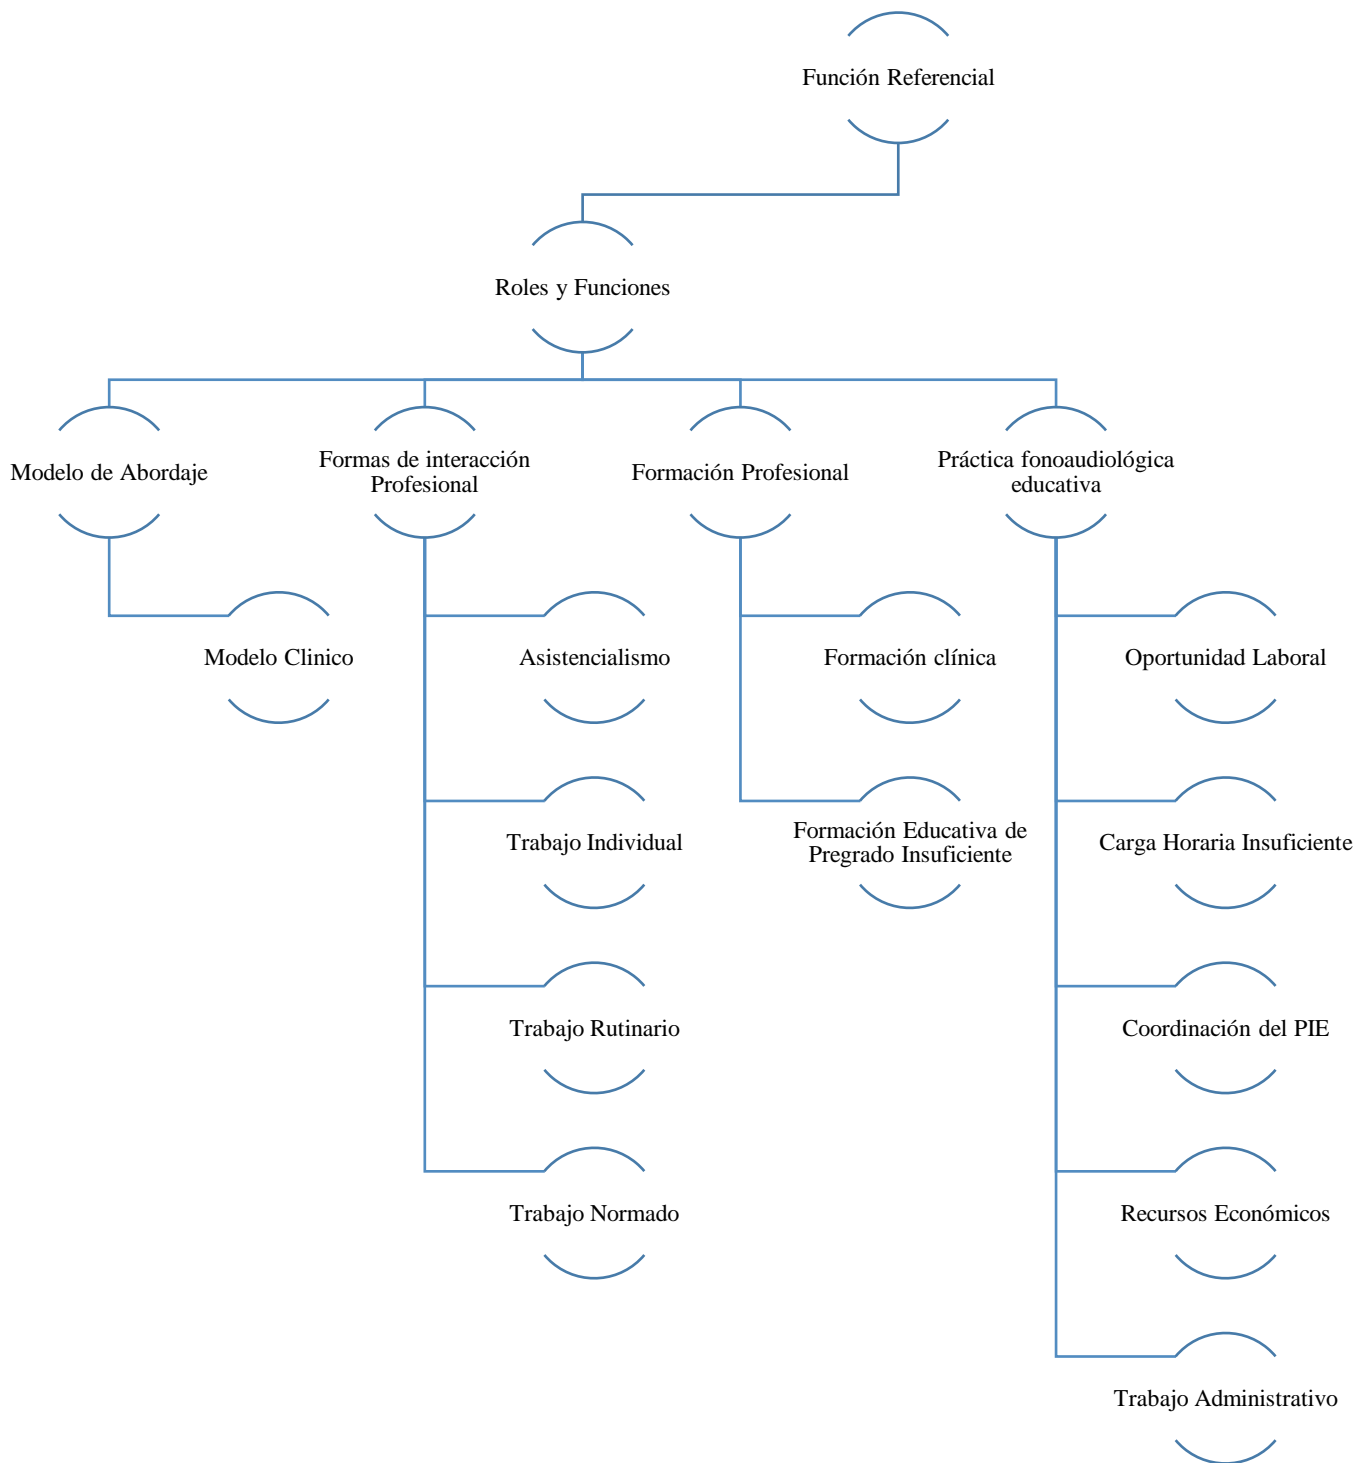 Función Referencial
Roles y Funciones
Modelo de Abordaje
Formas de interacción
Profesional
Formación Profesional
Práctica fonoaudiológica
educativa
Modelo Clinico
Asistencialismo
Formación clínica
Oportunidad Laboral
Trabajo Individual
Formación Educativa de
Pregrado Insuficiente
Carga Horaria Insuficiente
Trabajo Rutinario
Coordinación del PIE
Trabajo Normado
Recursos Económicos
Trabajo Administrativo